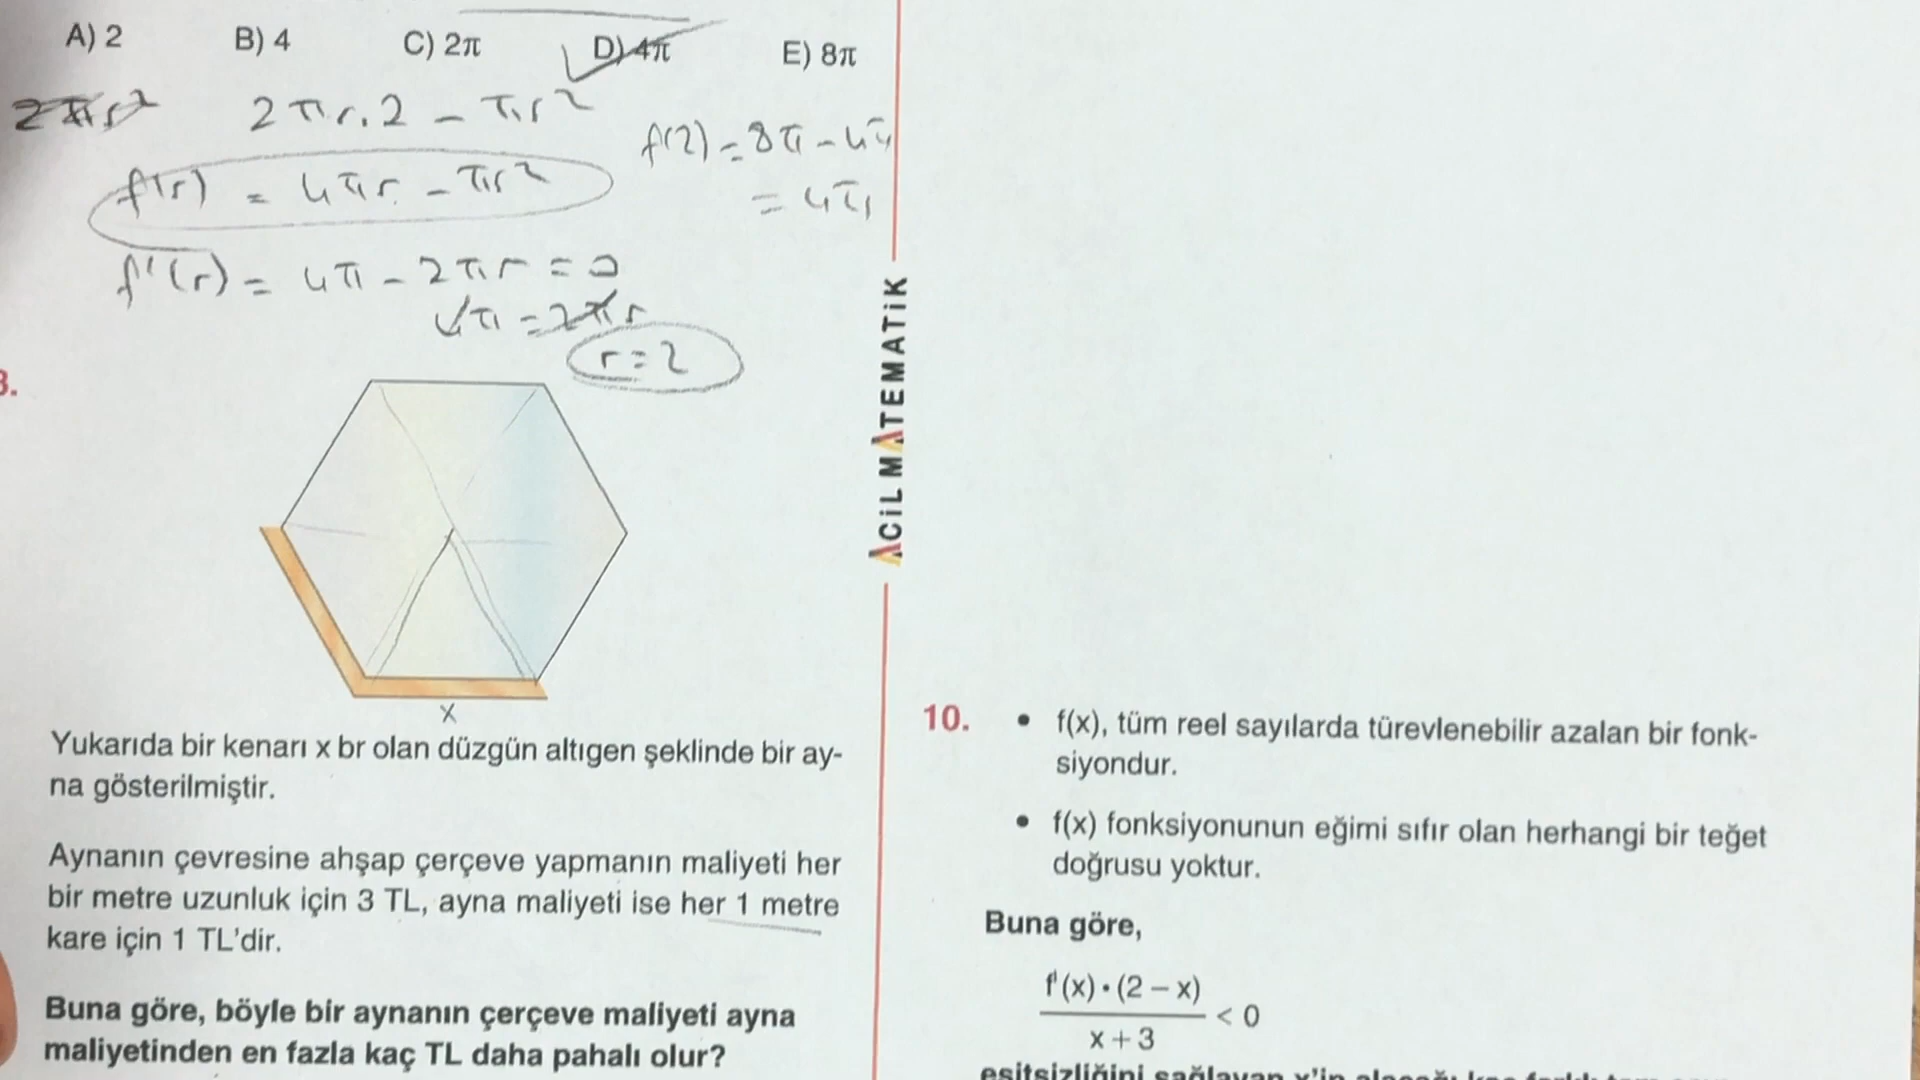 A) 2 B) 4 C) 2π D) 4π E) 8π
2πr² 2πr.2 - πr²
f(2) = 8π - 4π
= 4π
f(r) = 4πr - πr²
f'(r) = 4π - 2πr = 0
4π = 2πr
r = 2
x
Yukarıda bir kenarı x br olan düzgün altıgen şeklinde bir ay-
na gösterilmiştir.
Aynanın çevresine ahşap çerçeve yapmanın maliyeti her
bir metre uzunluk için 3 TL, ayna maliyeti ise her 1 metre
kare için 1 TL'dir.
Buna göre, böyle bir aynanın çerçeve maliyeti ayna
maliyetinden en fazla kaç TL daha pahalı olur?
ACİL MATEMATİK
10. • f(x), tüm reel sayılarda türevlenebilir azalan bir fonk-
siyondur.
• f(x) fonksiyonunun eğimi sıfır olan herhangi bir teğet
doğrusu yoktur.
Buna göre,
f'(x) · (2 – x)
x + 3
< 0
eşitsizliğini sağlayan x'in